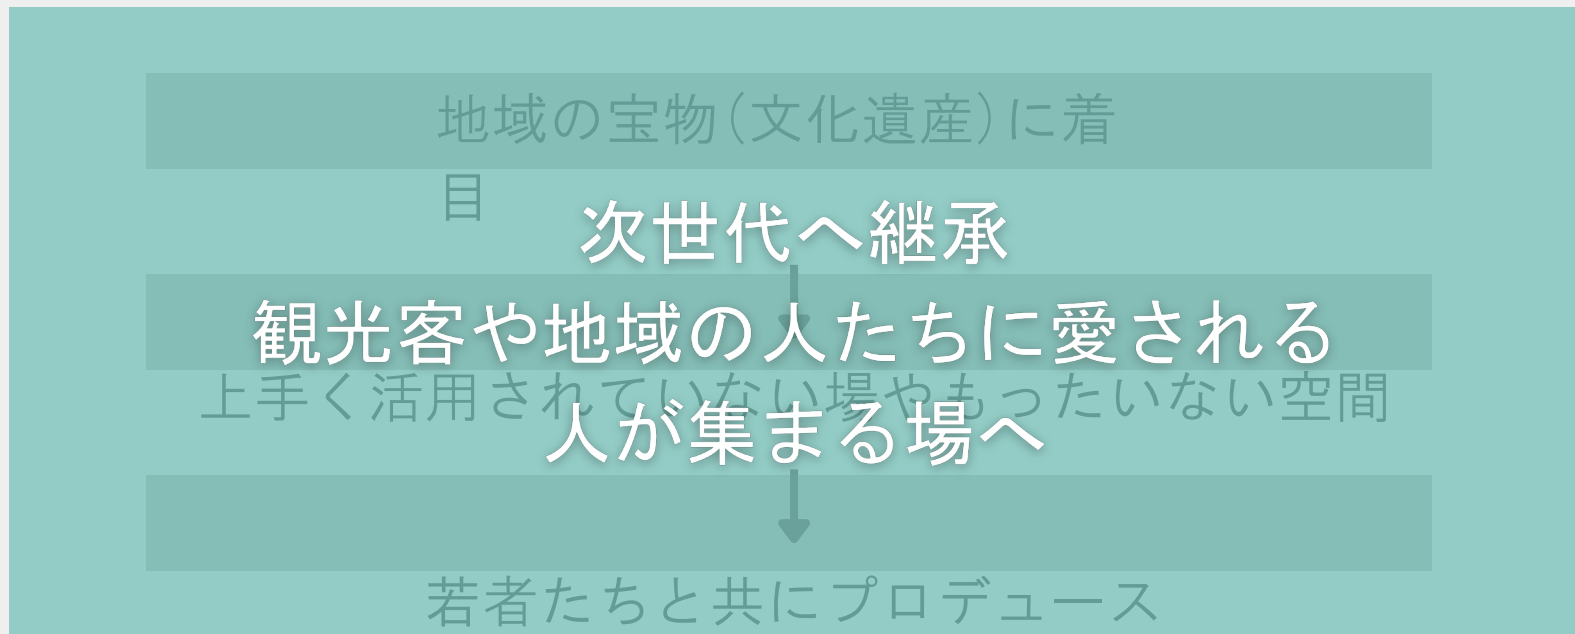 地域の宝物(文化遺産)に着
目
次世代へ継承
観光客や地域の人たちに愛される
上手く活用されていない場やもったいない空間
人が集まる場へ
若者たちと共にプロデュース